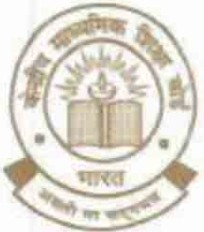 केन्द्रीय माध्यमिक शिक्षा बोर्ड
भारत
असतो मा सद्गमय